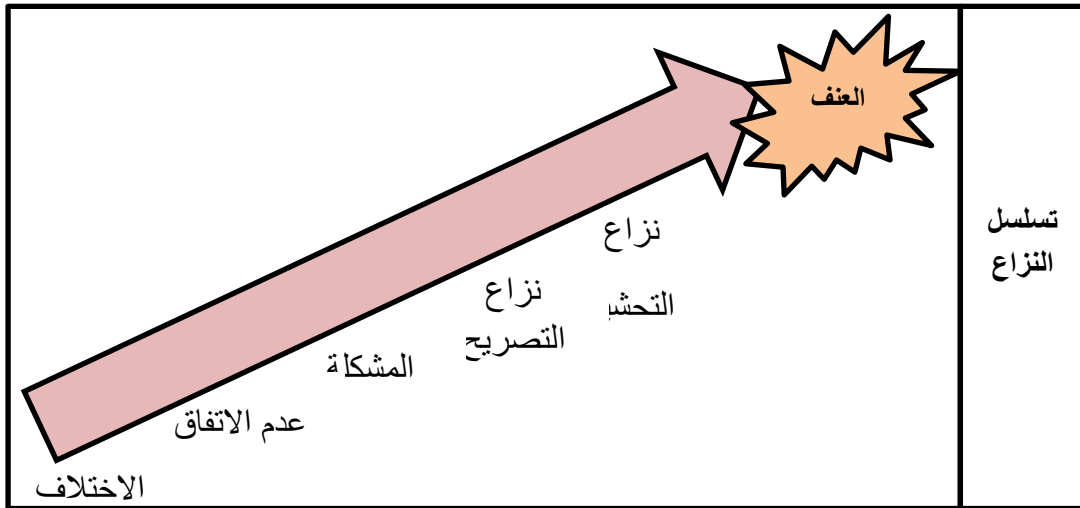 تسلسل
النزاع
العنف
نزاع
نزاع
التصريح
المشكلة
عدم الاتفاق
الاختلاف